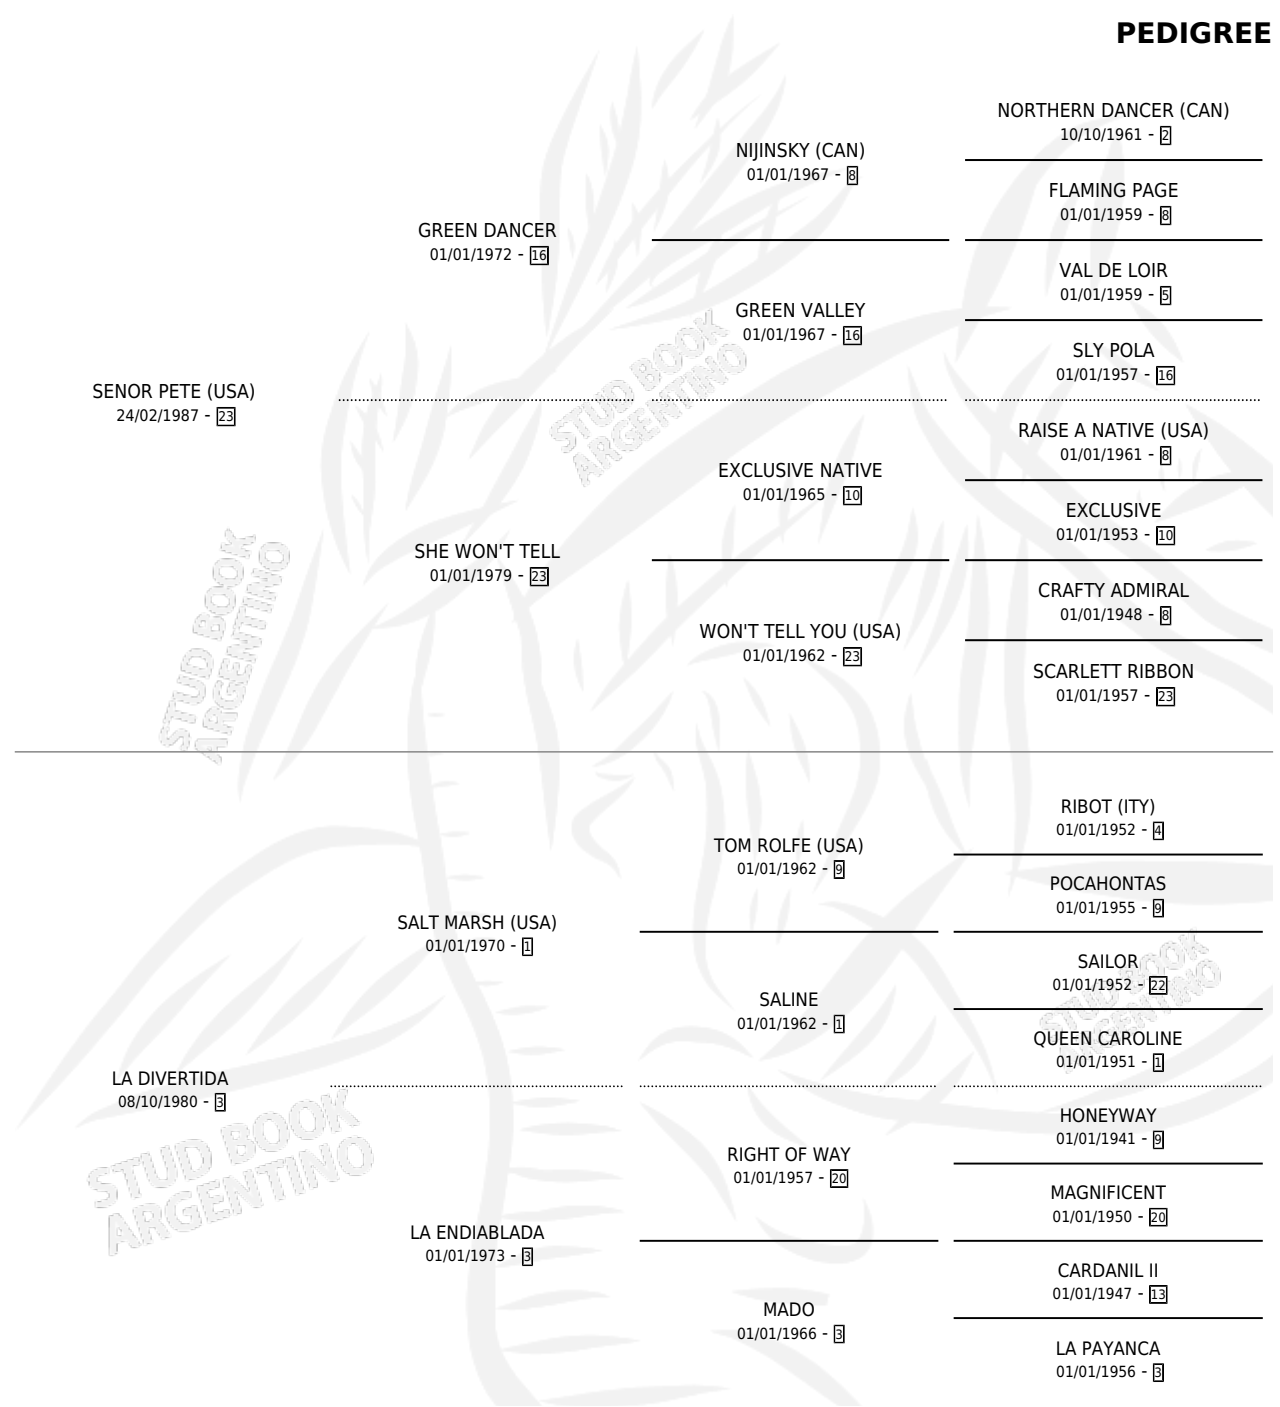 PEDIGREE
NORTHERN DANCER (CAN)
10/10/1961 - 2
NIJINSKY (CAN)
01/01/1967 - 8
FLAMING PAGE
01/01/1959 - 8
GREEN DANCER
01/01/1972 - 16
VAL DE LOIR
01/01/1959 - 5
GREEN VALLEY
01/01/1967 - 16
SLY POLA
01/01/1957 - 16
SENOR PETE (USA)
24/02/1987 - 23
RAISE A NATIVE (USA)
01/01/1961 - 8
EXCLUSIVE NATIVE
01/01/1965 - 10
EXCLUSIVE
01/01/1953 - 10
SHE WON'T TELL
01/01/1979 - 23
CRAFTY ADMIRAL
01/01/1948 - 8
WON'T TELL YOU (USA)
01/01/1962 - 23
SCARLETT RIBBON
01/01/1957 - 23
RIBOT (ITY)
01/01/1952 - 4
TOM ROLFE (USA)
01/01/1962 - 9
POCAHONTAS
01/01/1955 - 9
SALT MARSH (USA)
01/01/1970 - 1
SAILOR
01/01/1952 - 22
SALINE
01/01/1962 - 1
QUEEN CAROLINE
01/01/1951 - 1
LA DIVERTIDA
08/10/1980 - 3
HONEYWAY
01/01/1941 - 9
RIGHT OF WAY
01/01/1957 - 20
MAGNIFICENT
01/01/1950 - 20
LA ENDIABLADA
01/01/1973 - 3
CARDANIL II
01/01/1947 - 13
MADO
01/01/1966 - 3
LA PAYANCA
01/01/1956 - 3
STUD BOOK
ARGENTINO
STUD BOOK
ARGENTINO
STUD BOOK
ARGENTINO
STUD BOOK
ARGENTINO